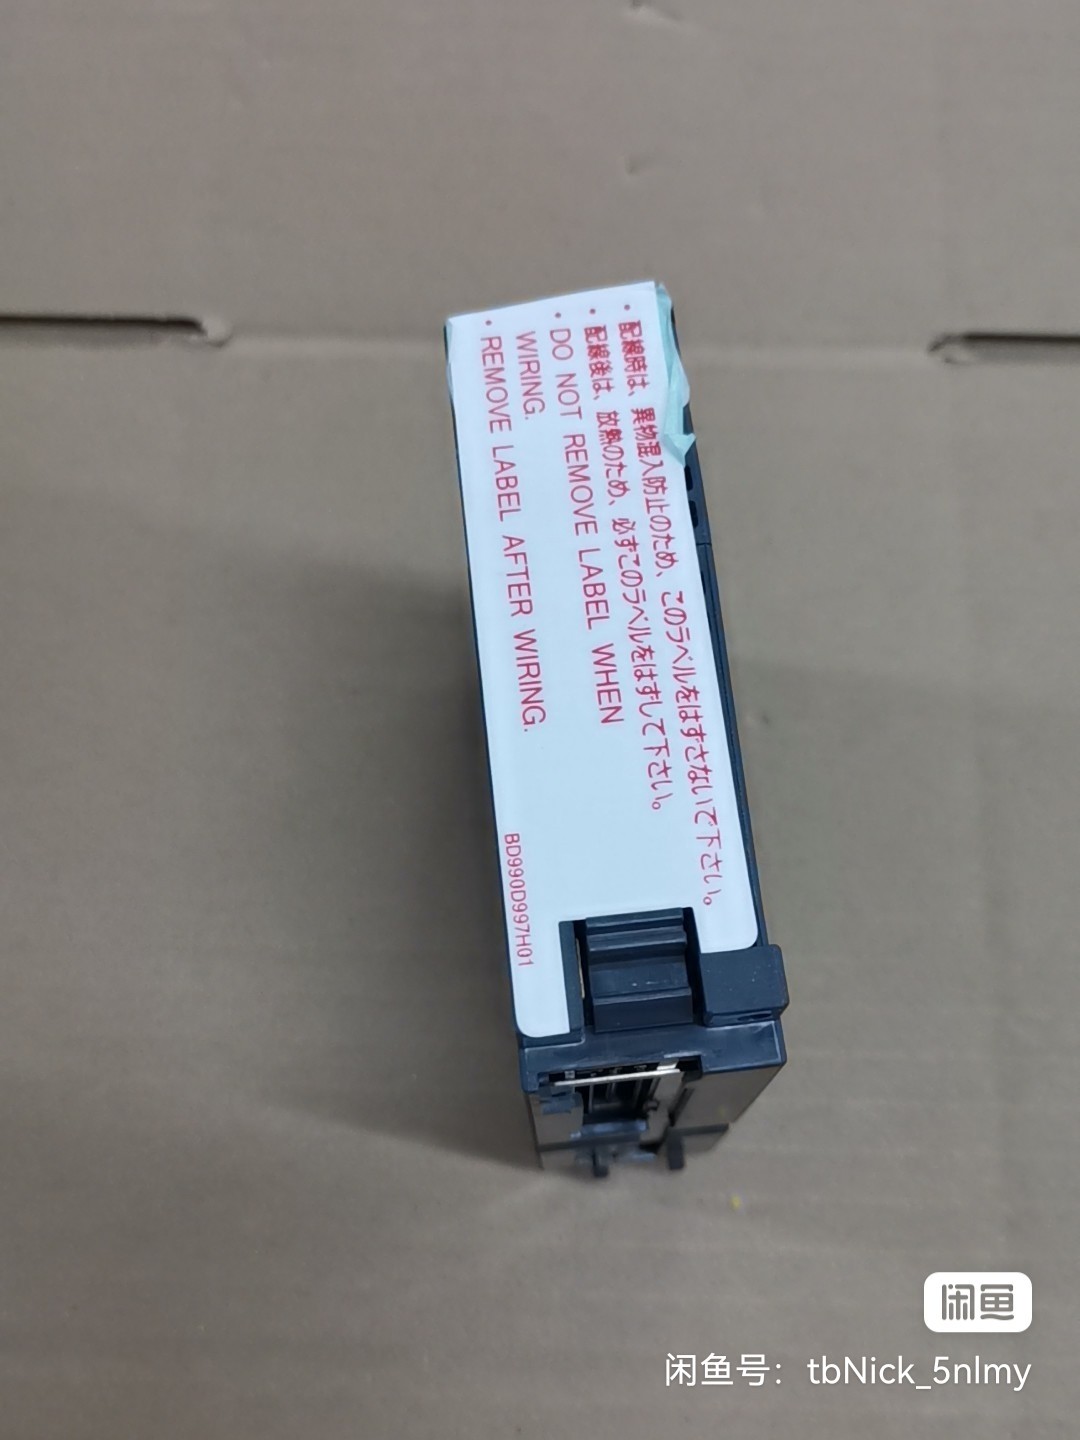 ・配線時は、異物混入防止のため、このラベルをはずさないで下さい。
・配線後は、放熱のため、必ずこのラベルをはずして下さい。
・DO NOT REMOVE LABEL WHEN
WIRING.
・REMOVE LABEL AFTER WIRING.
BD990D997H01
闲鱼
闲鱼号：tbNick_5nlmy